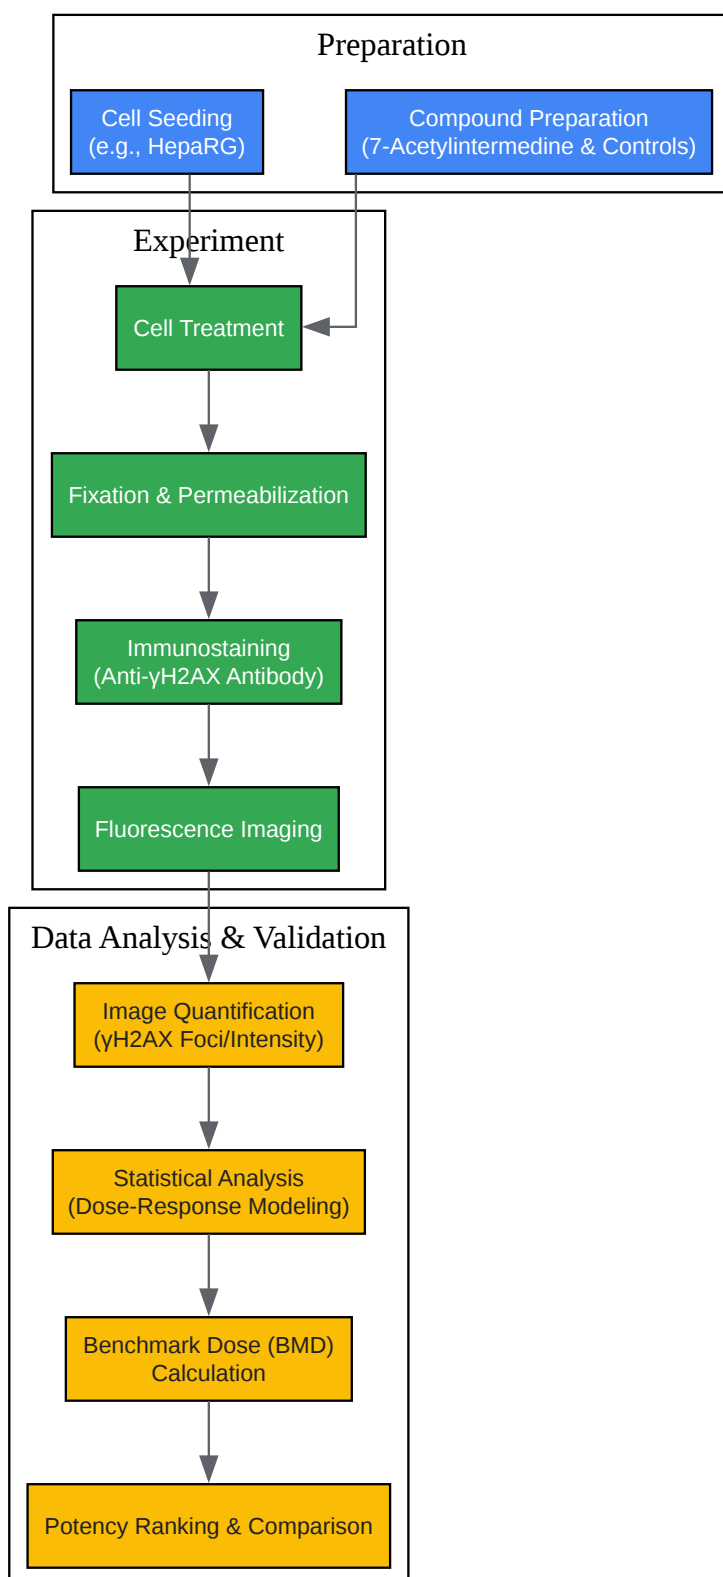 Preparation
Cell Seeding
(e.g., HepaRG)
Compound Preparation
(7-Acetylintermedine & Controls)
Experiment
Cell Treatment
Fixation & Permeabilization
Immunostaining
(Anti-γH2AX Antibody)
Fluorescence Imaging
Data Analysis & Validation
Image Quantification
(γH2AX Foci/Intensity)
Statistical Analysis
(Dose-Response Modeling)
Benchmark Dose (BMD)
Calculation
Potency Ranking & Comparison